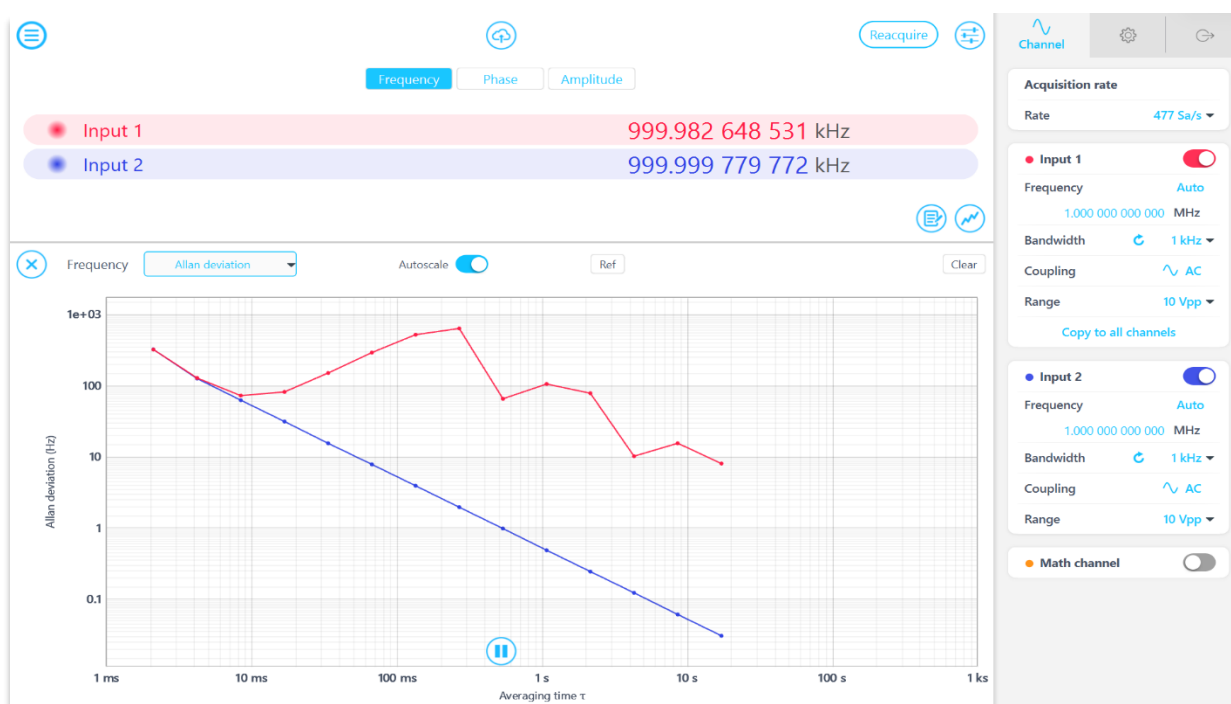 Reacquire
Frequency Phase Amplitude
Input 1 999.982 648 531 kHz
Input 2 999.999 779 772 kHz
Frequency Allan deviation Autoscale Ref Clear
1e+03
100
10
1
0.1
Allan deviation (Hz)
1 ms 10 ms 100 ms 1 s 10 s 100 s 1 ks
Averaging time τ
Channel
Acquisition rate
Rate 477 Sa/s
Input 1
Frequency Auto
1.000 000 000 000 MHz
Bandwidth 1 kHz
Coupling AC
Range 10 Vpp
Copy to all channels
Input 2
Frequency Auto
1.000 000 000 000 MHz
Bandwidth 1 kHz
Coupling AC
Range 10 Vpp
Math channel